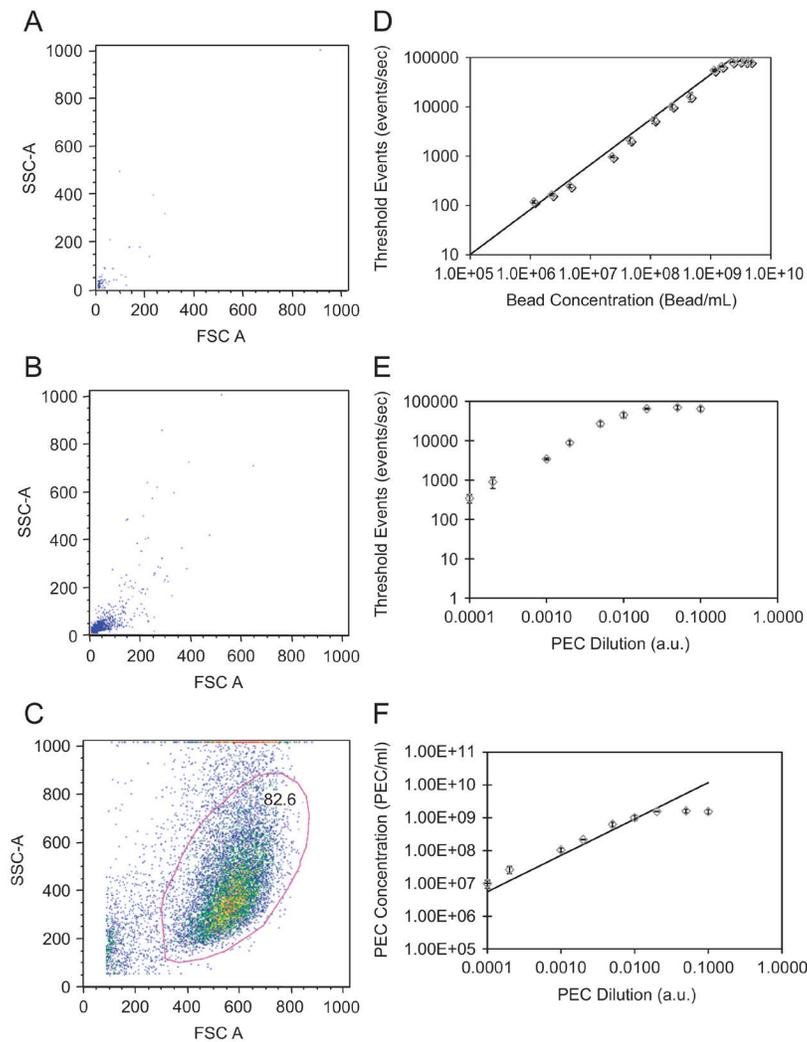 A
1000
800
600
400
200
0
SSC-A
0 200 400 600 800 1000
FSC A
B
1000
800
600
400
200
0
SSC-A
0 200 400 600 800 1000
FSC A
C
1000
800
600
400
200
0
SSC-A
82.6
0 200 400 600 800 1000
FSC A
D
Threshold Events (events/sec)
100000
10000
1000
100
10
1.0E+05 1.0E+06 1.0E+07 1.0E+08 1.0E+09 1.0E+10
Bead Concentration (Bead/mL)
E
Threshold Events (events/sec)
100000
10000
1000
100
10
1
0.0001 0.0010 0.0100 0.1000 1.0000
PEC Dilution (a.u.)
F
PEC Concentration (PEC/ml)
1.00E+11
1.00E+10
1.00E+09
1.00E+08
1.00E+07
1.00E+06
1.00E+05
0.0001 0.0010 0.0100 0.1000 1.0000
PEC Dilution (a.u.)